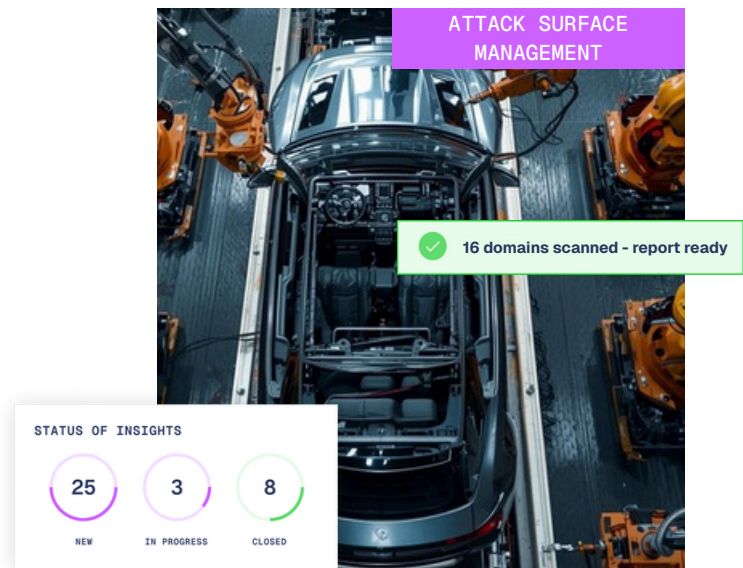 ATTACK SURFACE
MANAGEMENT
16 domains scanned - report ready
STATUS OF INSIGHTS
25 3 8
NEW IN PROGRESS CLOSED